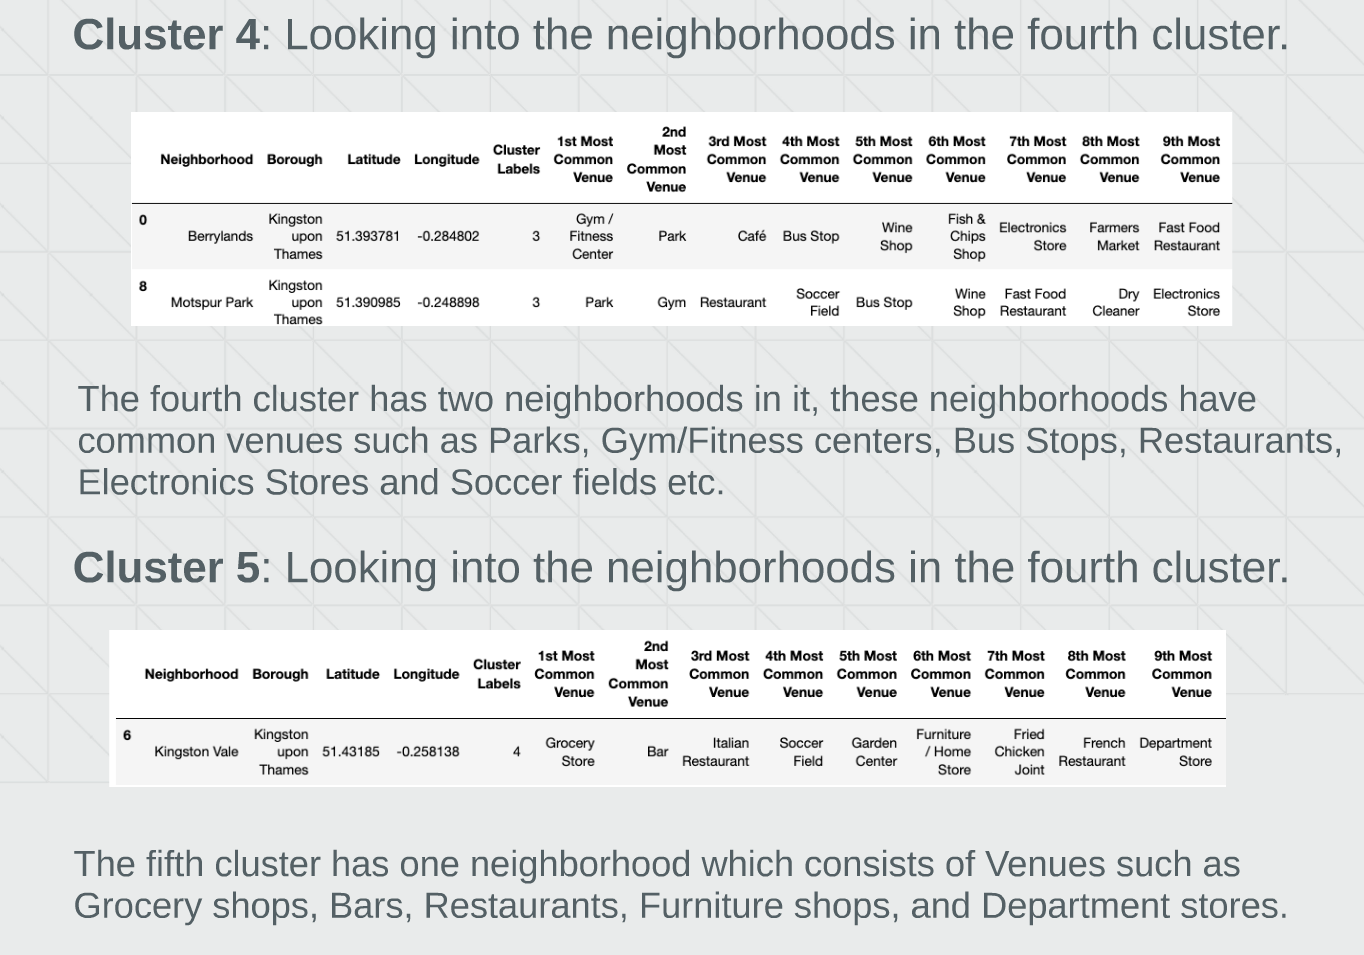 Cluster 4: Looking into the neighborhoods in the fourth cluster.
Neighborhood Borough Latitude Longitude Cluster Labels 1st Most Common Venue 2nd Most Common Venue 3rd Most Common Venue 4th Most Common Venue 5th Most Common Venue 6th Most Common Venue 7th Most Common Venue 8th Most Common Venue 9th Most Common Venue
0 Berrylands Kingston upon Thames 51.393781 -0.284802 3 Gym / Fitness Center Park Café Bus Stop Wine Shop Fish & Chips Shop Electronics Store Farmers Market Fast Food Restaurant
8 Motspur Park Kingston upon Thames 51.390985 -0.248898 3 Park Gym Restaurant Soccer Field Bus Stop Wine Shop Fast Food Restaurant Dry Cleaner Electronics Store
The fourth cluster has two neighborhoods in it, these neighborhoods have
common venues such as Parks, Gym/Fitness centers, Bus Stops, Restaurants,
Electronics Stores and Soccer fields etc.
Cluster 5: Looking into the neighborhoods in the fourth cluster.
Neighborhood Borough Latitude Longitude Cluster Labels 1st Most Common Venue 2nd Most Common Venue 3rd Most Common Venue 4th Most Common Venue 5th Most Common Venue 6th Most Common Venue 7th Most Common Venue 8th Most Common Venue 9th Most Common Venue
6 Kingston Vale Kingston upon Thames 51.43185 -0.258138 4 Grocery Store Bar Italian Restaurant Soccer Field Garden Center Furniture / Home Store Fried Chicken Joint French Restaurant Department Store
The fifth cluster has one neighborhood which consists of Venues such as
Grocery shops, Bars, Restaurants, Furniture shops, and Department stores.